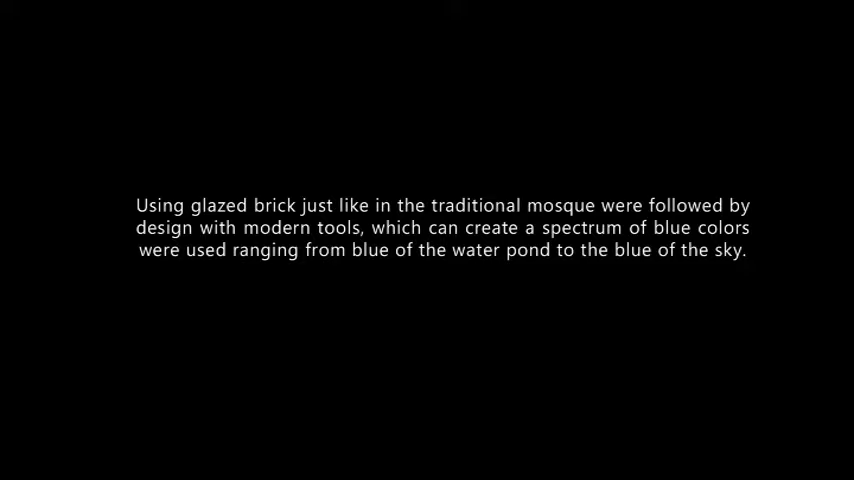 Using glazed brick just like in the traditional mosque were followed by
design with modern tools, which can create a spectrum of blue colors
were used ranging from blue of the water pond to the blue of the sky.